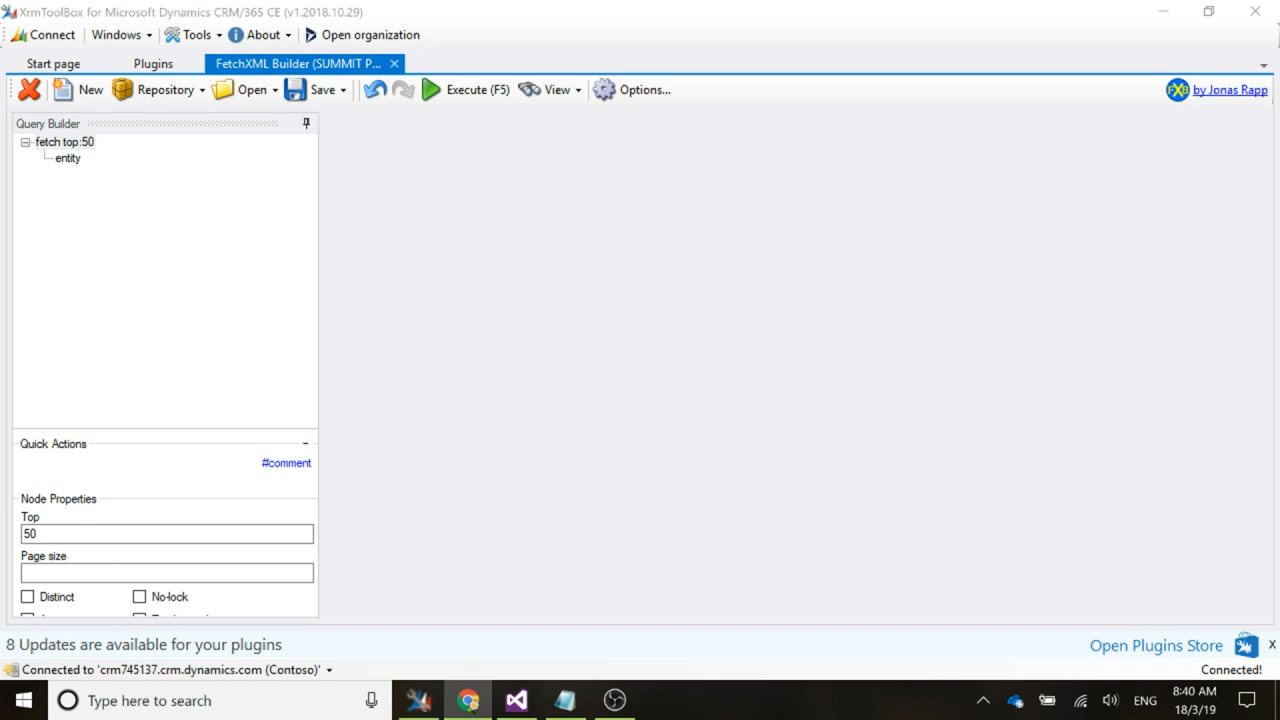 XrmToolBox for Microsoft Dynamics CRM/365 CE (v1.2018.10.29)
Connect Windows Tools About Open organization
Start page Plugins FetchXML Builder (SUMMIT P...
New Repository Open Save Execute (F5) View Options... FXB by Jonas Rapp
Query Builder
fetch top:50
entity
Quick Actions
#comment
Node Properties
Top
50
Page size
Distinct No-lock
8 Updates are available for your plugins Open Plugins Store X
Connected to 'crm745137.crm.dynamics.com (Contoso)' Connected!
Type here to search ENG 8:40 AM
18/3/19